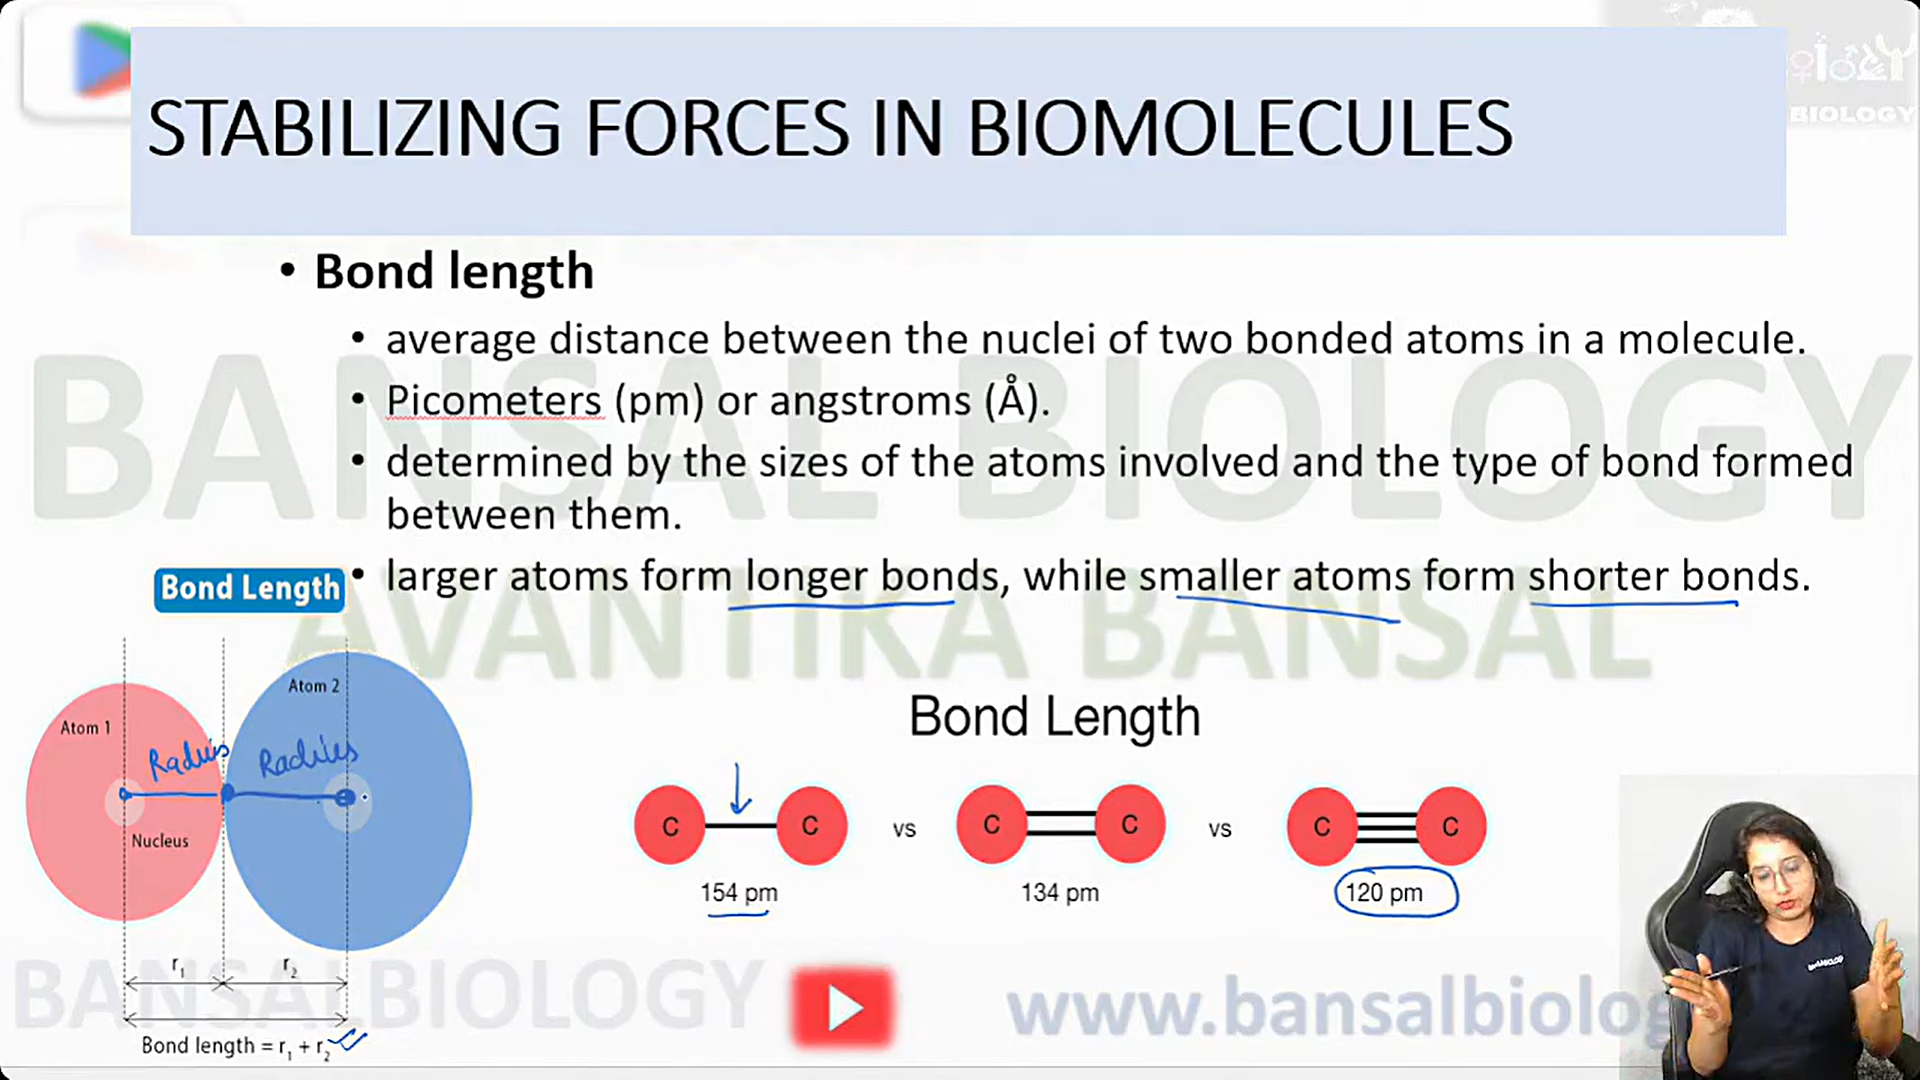 STABILIZING FORCES IN BIOMOLECULES
BIOLOGY
• Bond length
• average distance between the nuclei of two bonded atoms in a molecule.
• Picometers (pm) or angstroms (Å).
• determined by the sizes of the atoms involved and the type of bond formed
between them.
• larger atoms form longer bonds, while smaller atoms form shorter bonds.
BANSAL BIOLOGY
AVANTIKA BANSAL
Bond Length
Atom 1
Atom 2
Radius
Radius
Nucleus
r1
r2
Bond length = r1 + r2
Bond Length
C C vs C C vs C C
154 pm
134 pm
120 pm
BANSALBIOLOGY
www.bansalbiolog